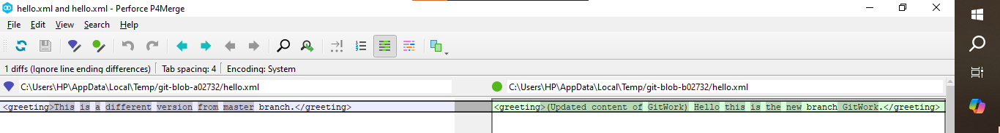 hello.xml and hello.xml - Perforce P4Merge
File Edit View Search Help
1 diffs (Ignore line ending differences) Tab spacing: 4 Encoding: System
C:\Users\HP\AppData\Local\Temp/git-blob-a02732/hello.xml
C:\Users\HP\AppData\Local\Temp/git-blob-b02732/hello.xml
<greeting>This is a different version from master branch.</greeting>
<greeting>(Updated content of GitWork) Hello this is the new branch GitWork.</greeting>